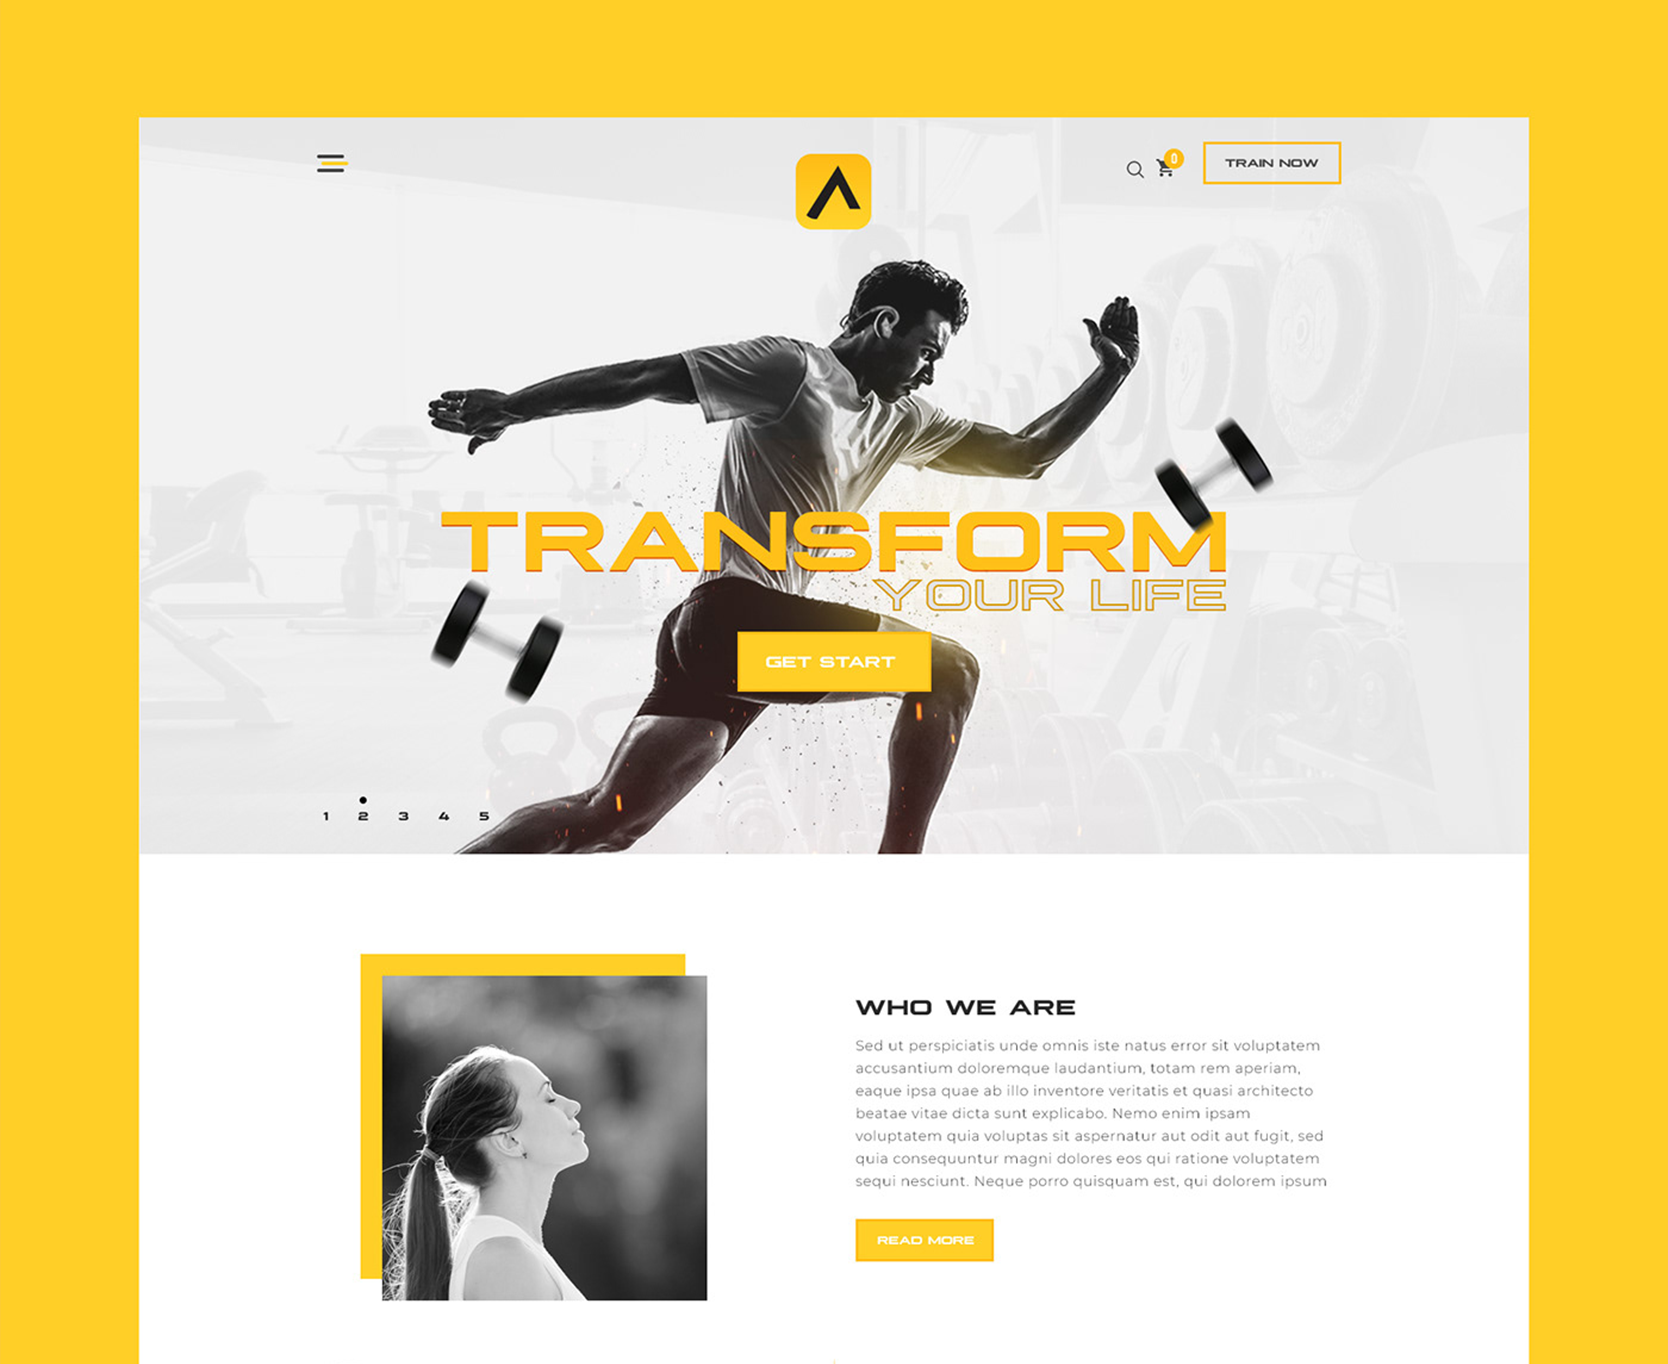 0
TRAIN NOW
TRANSFORM
YOUR LIFE
GET START
1 2 3 4 5
WHO WE ARE
Sed ut perspiciatis unde omnis iste natus error sit voluptatem
accusantium doloremque laudantium, totam rem aperiam,
eaque ipsa quae ab illo inventore veritatis et quasi architecto
beatae vitae dicta sunt explicabo. Nemo enim ipsam
voluptatem quia voluptas sit aspernatur aut odit aut fugit, sed
quia consequuntur magni dolores eos qui ratione voluptatem
sequi nesciunt. Neque porro quisquam est, qui dolorem ipsum
READ MORE